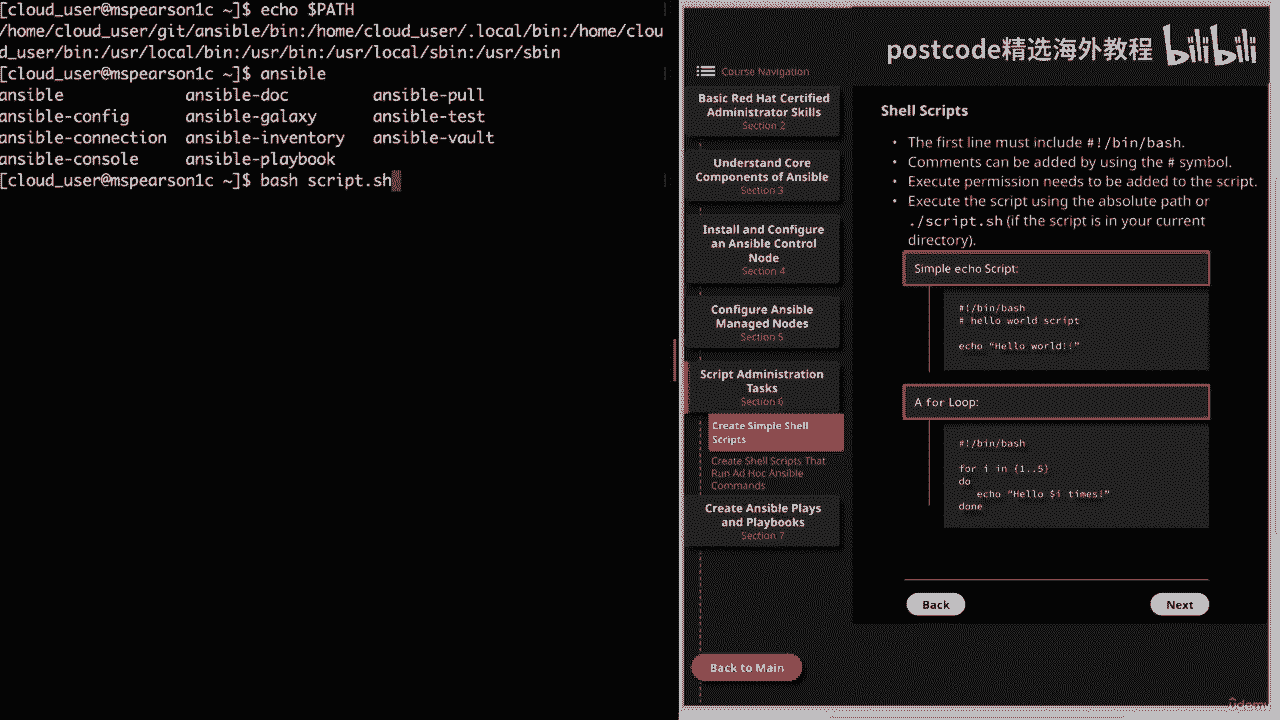 [cloud_user@mspearson1c ~]$ echo $PATH
/home/cloud_user/git/ansible/bin:/home/cloud_user/.local/bin:/home/clou
d_user/bin:/usr/local/bin:/usr/bin:/usr/local/sbin:/usr/sbin
[cloud_user@mspearson1c ~]$ ansible
ansible ansible-doc ansible-pull
ansible-config ansible-galaxy ansible-test
ansible-connection ansible-inventory ansible-vault
ansible-console ansible-playbook
[cloud_user@mspearson1c ~]$ bash script.sh
postcode精选海外教程 bilibili
Course Navigation
Basic Red Hat Certified
Administrator Skills
Section 2
Understand Core
Components of Ansible
Section 3
Install and Configure
an Ansible Control
Node
Section 4
Configure Ansible
Managed Nodes
Section 5
Script Administration
Tasks
Section 6
Create Simple Shell
Scripts
Create Shell Scripts That
Run Ad Hoc Ansible
Commands
Create Ansible Plays
and Playbooks
Section 7
Back to Main
Shell Scripts
• The first line must include #!/bin/bash.
• Comments can be added by using the # symbol.
• Execute permission needs to be added to the script.
• Execute the script using the absolute path or
./script.sh (if the script is in your current
directory).
Simple echo Script:
#!/bin/bash
# hello world script
echo “Hello world!!”
A for Loop:
#!/bin/bash
for i in {1..5}
do
echo “Hello $i times!”
done
Back
Next
ûdemy